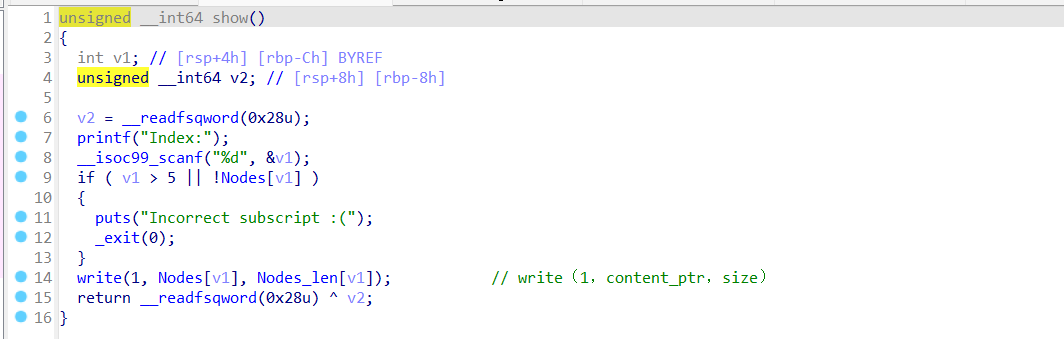 1 unsigned __int64 show()
2 {
3 int v1; // [rsp+4h] [rbp-Ch] BYREF
4 unsigned __int64 v2; // [rsp+8h] [rbp-8h]
5
6 v2 = __readfsqword(0x28u);
7 printf("Index:");
8 __isoc99_scanf("%d", &v1);
9 if ( v1 > 5 || !Nodes[v1] )
10 {
11 puts("Incorrect subscript :(");
12 _exit(0);
13 }
14 write(1, Nodes[v1], Nodes_len[v1]); // write（1，content_ptr，size）
15 return __readfsqword(0x28u) ^ v2;
16 }